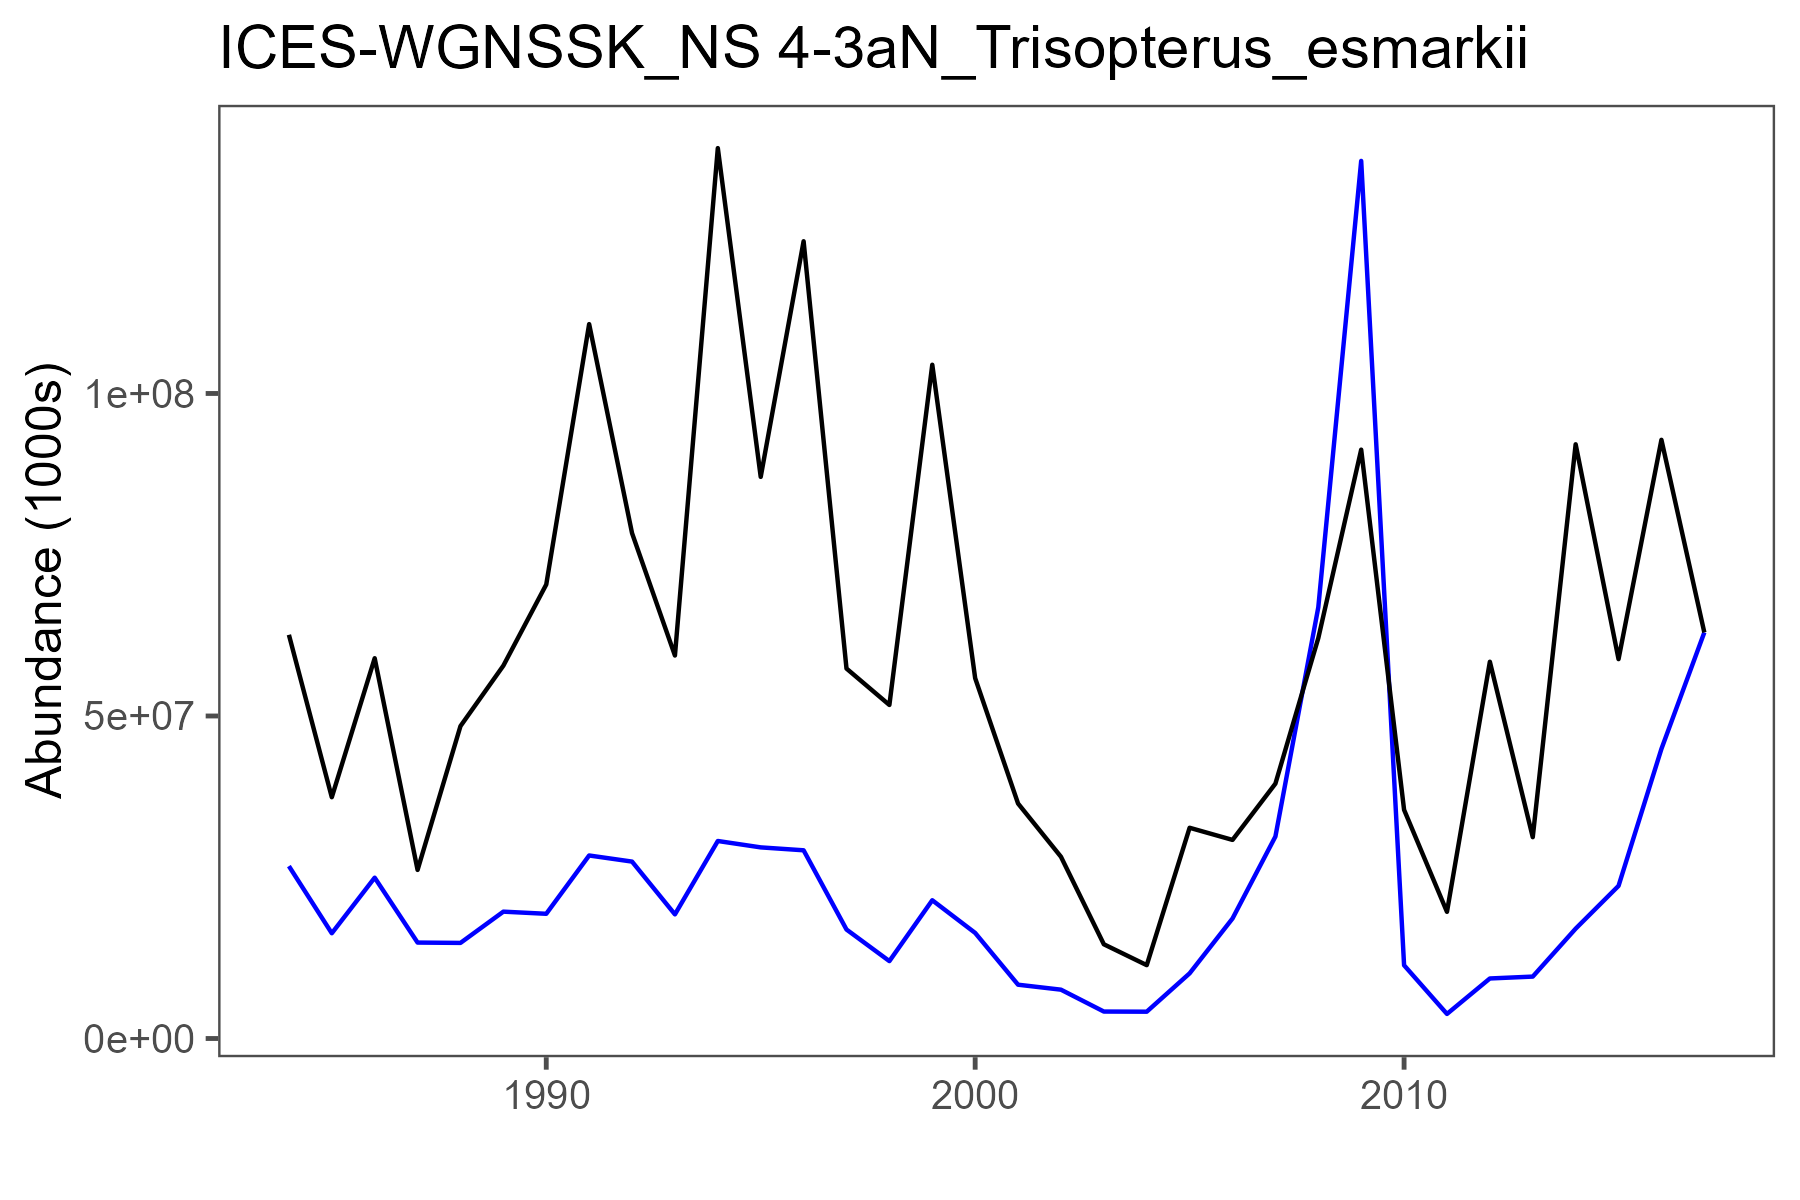 ICES-WGNSSK_NS 4-3aN_Trisopterus_esmarkii
Abundance (1000s)
1e+08
5e+07
0e+00
1990
2000
2010